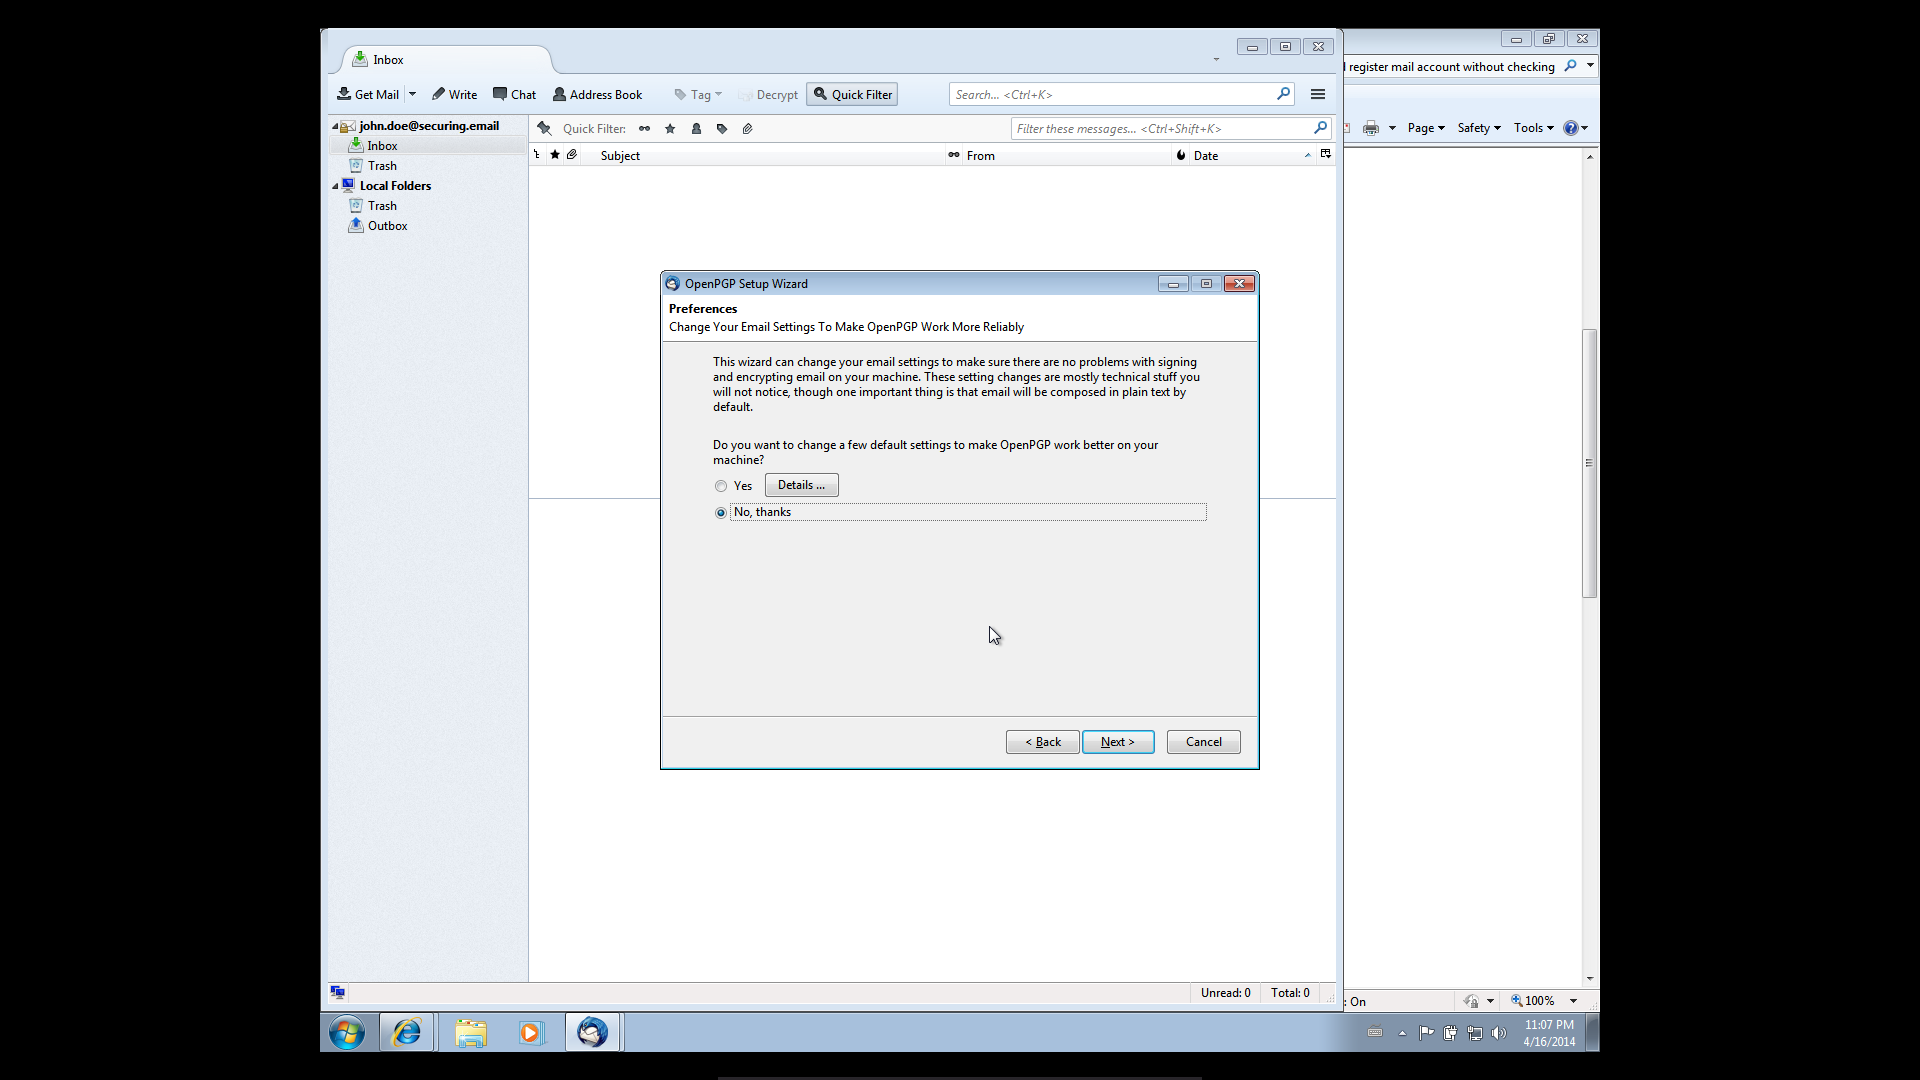 Inbox
register mail account without checking
Get Mail
Write
Chat
Address Book
Tag
Decrypt
Quick Filter
Search... <Ctrl+K>
Page
Safety
Tools
john.doe@securing.email
Inbox
Trash
Local Folders
Trash
Outbox
Quick Filter:
Filter these messages... <Ctrl+Shift+K>
Subject
From
Date
OpenPGP Setup Wizard
Preferences
Change Your Email Settings To Make OpenPGP Work More Reliably
This wizard can change your email settings to make sure there are no problems with signing
and encrypting email on your machine. These setting changes are mostly technical stuff you
will not notice, though one important thing is that email will be composed in plain text by
default.
Do you want to change a few default settings to make OpenPGP work better on your
machine?
Yes
Details ...
No, thanks
< Back
Next >
Cancel
Unread: 0
Total: 0
: On
100%
11:07 PM
4/16/2014